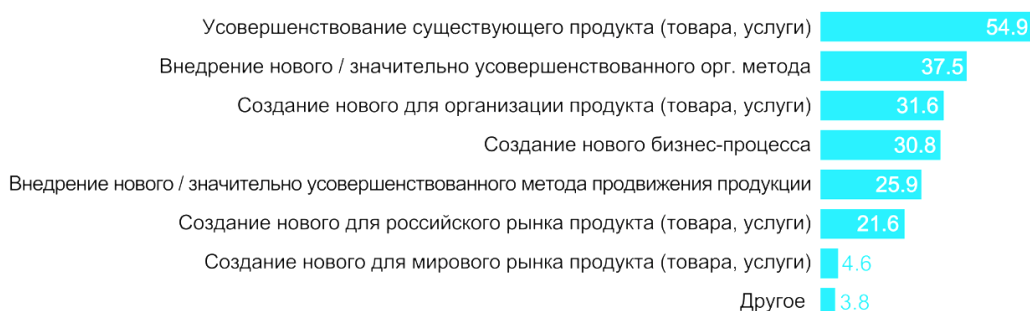 Усовершенствование существующего продукта (товара, услуги) 54.9
Внедрение нового / значительно усовершенствованного орг. метода 37.5
Создание нового для организации продукта (товара, услуги) 31.6
Создание нового бизнес-процесса 30.8
Внедрение нового / значительно усовершенствованного метода продвижения продукции 25.9
Создание нового для российского рынка продукта (товара, услуги) 21.6
Создание нового для мирового рынка продукта (товара, услуги) 4.6
Другое 3.8